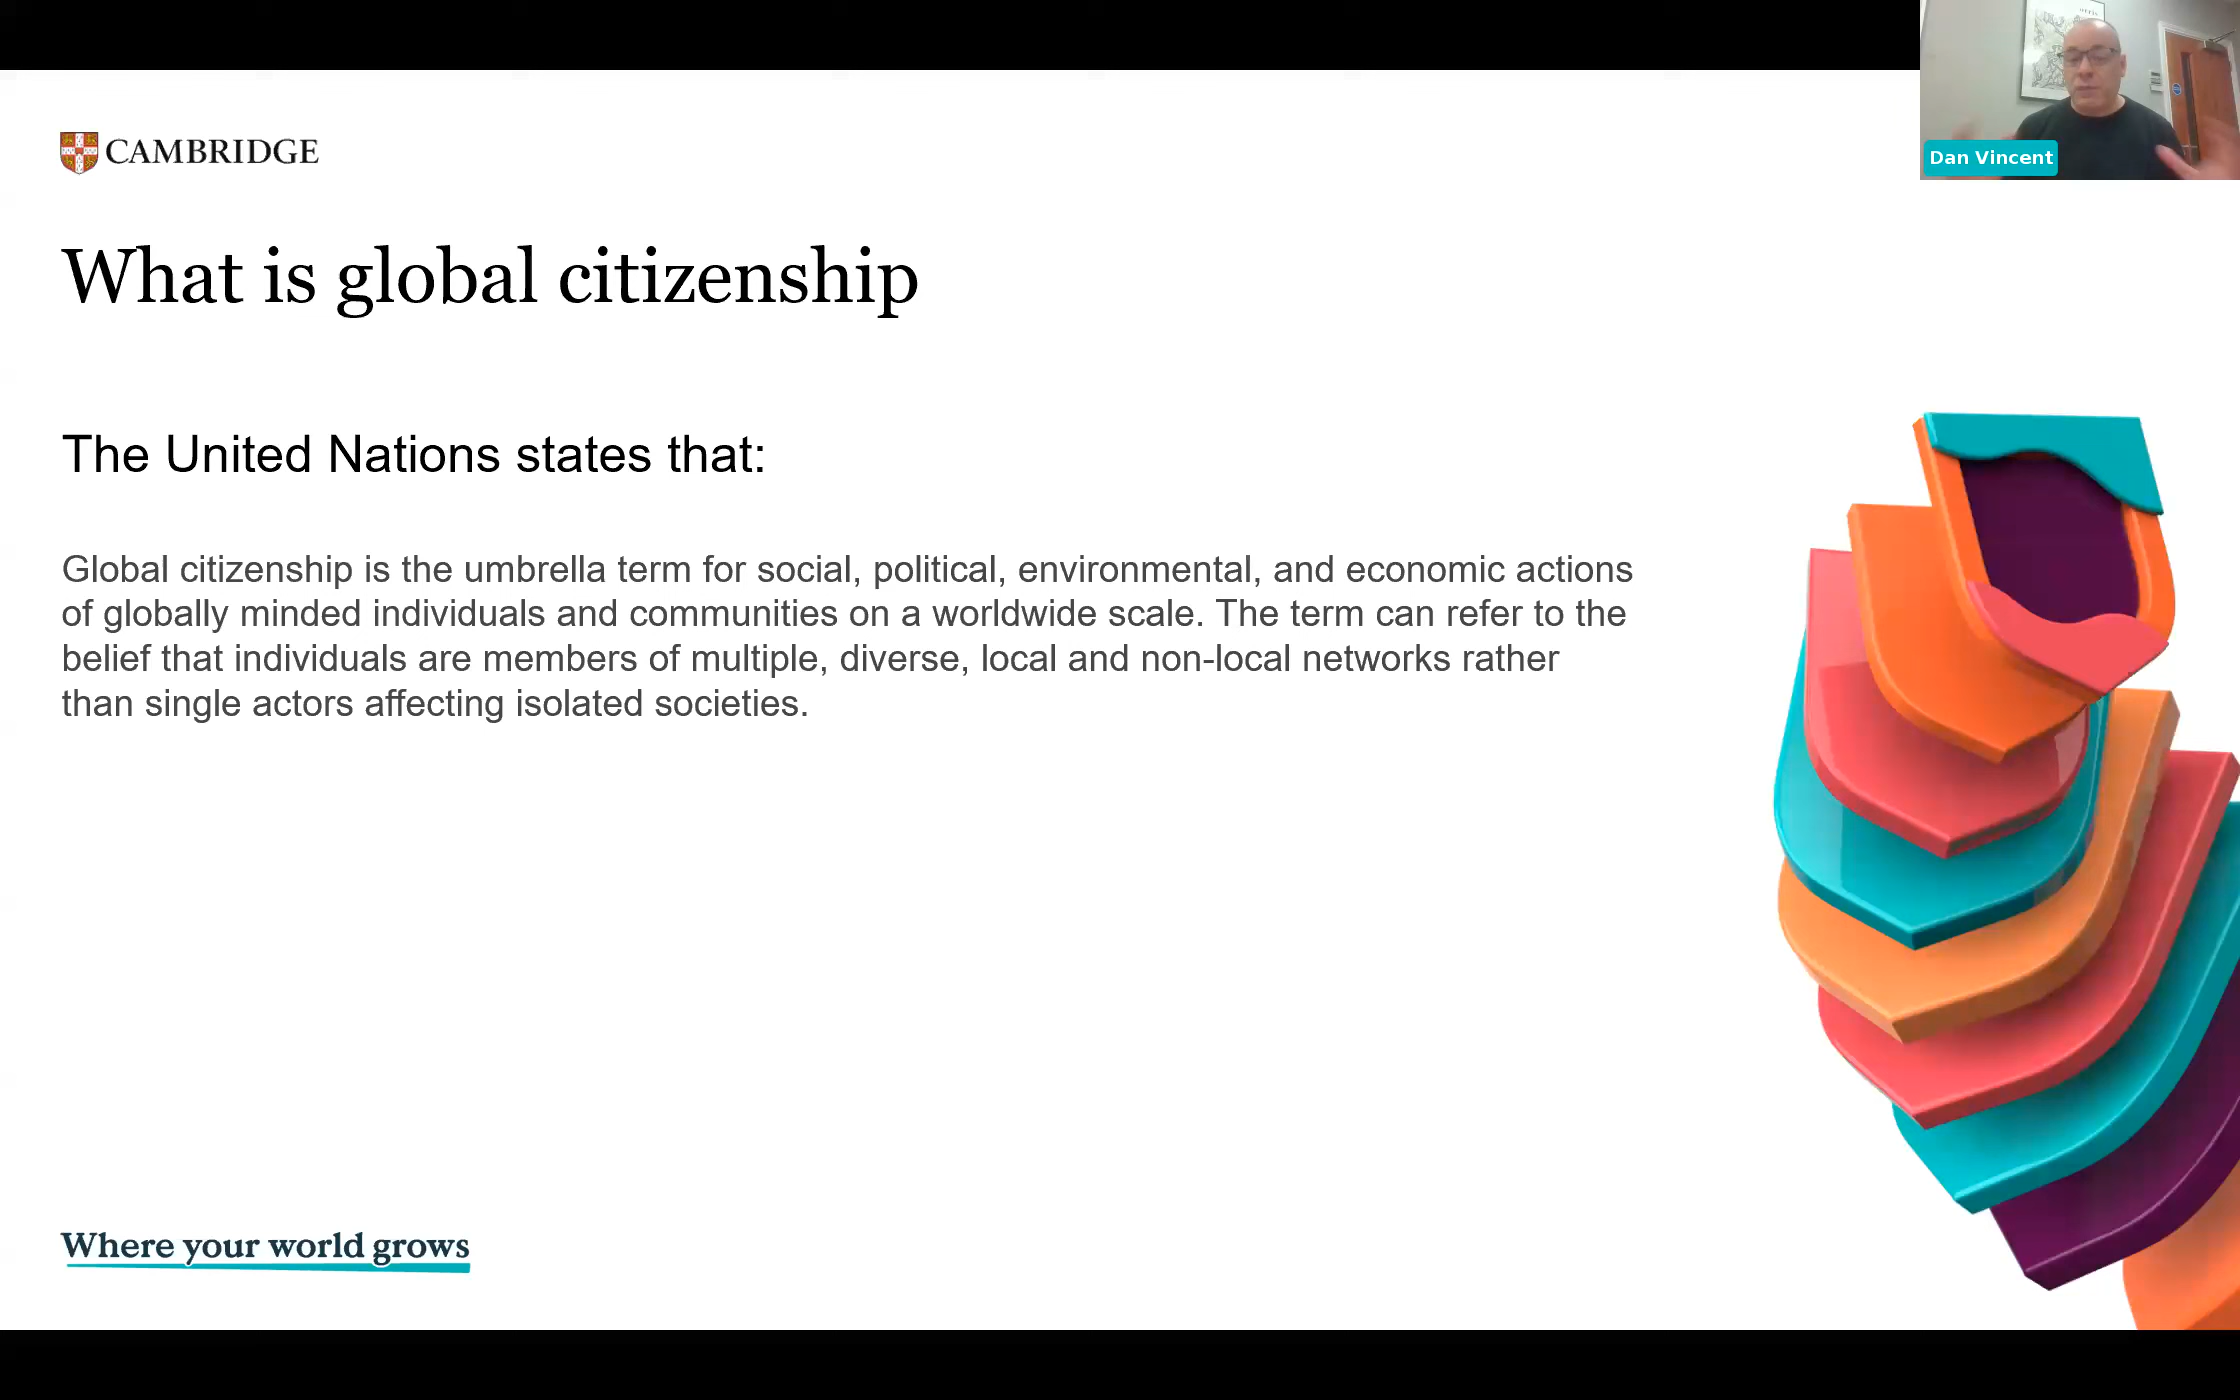 CAMBRIDGE
Dan Vincent
What is global citizenship
The United Nations states that:
Global citizenship is the umbrella term for social, political, environmental, and economic actions
of globally minded individuals and communities on a worldwide scale. The term can refer to the
belief that individuals are members of multiple, diverse, local and non-local networks rather
than single actors affecting isolated societies.
Where your world grows